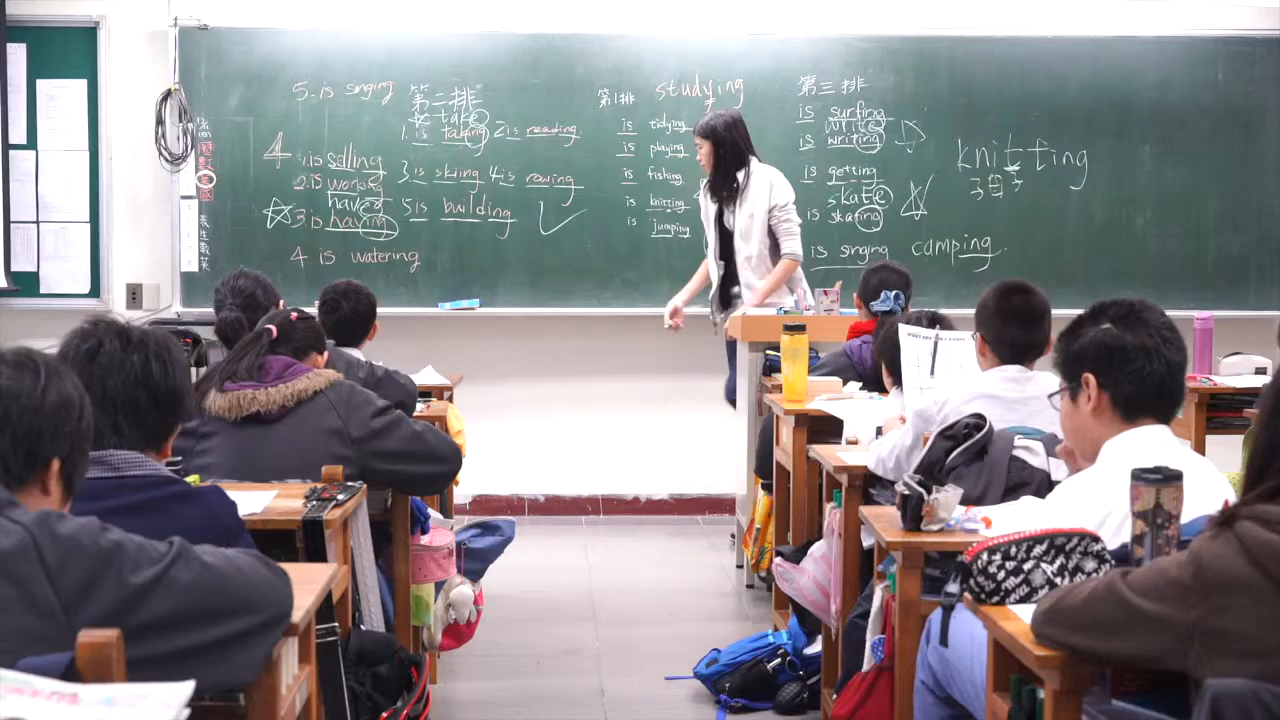 5. is singing
第二排
take
1. is taking 2 is reading.
4
1. is selling
3. is skiing 4 is rowing
2. is working
have
5 is building
3. is having
4 is watering
第1排
studying
is tidying
is playing
is fishing
is knitting
is jumping
第三排
is surfing
write
is writing
is getting
skate
is skating
is singing camping.
knitting